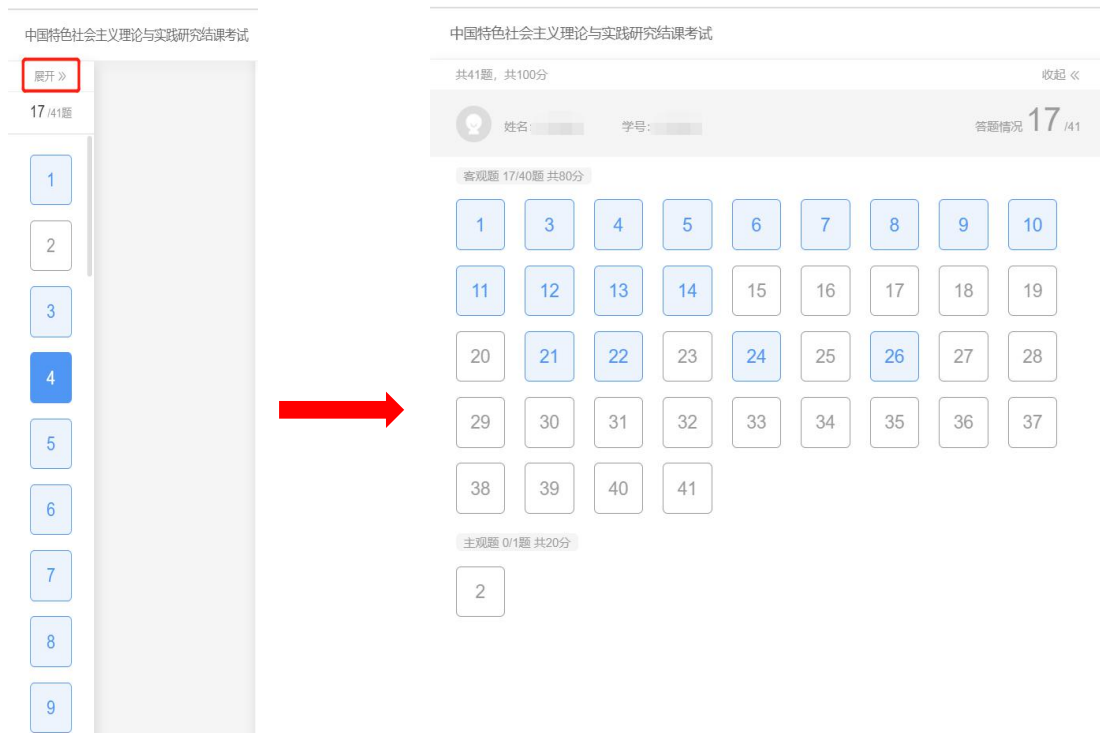 中国特色社会主义理论与实践研究结课考试
展开 》
17 /41题
1
2
3
4
5
6
7
8
9
中国特色社会主义理论与实践研究结课考试
共41题，共100分 收起 《
姓名: 学号: 答题情况 17 /41
客观题 17/40题 共80分
1 3 4 5 6 7 8 9 10
11 12 13 14 15 16 17 18 19
20 21 22 23 24 25 26 27 28
29 30 31 32 33 34 35 36 37
38 39 40 41
主观题 0/1题 共20分
2